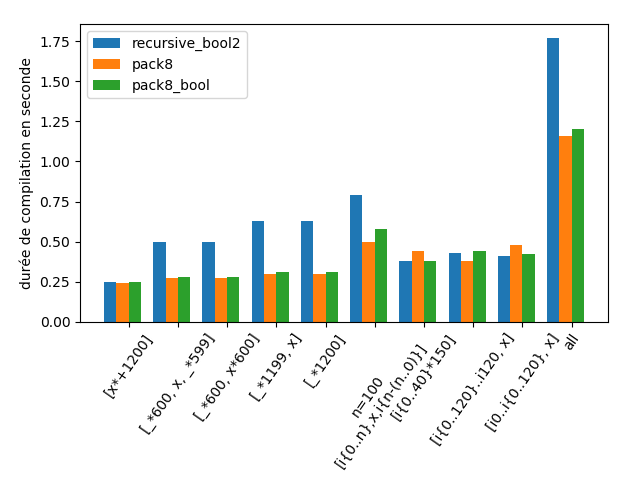 1.75
1.50
1.25
1.00
0.75
0.50
0.25
0.00
durée de compilation en seconde
recursive_bool2
pack8
pack8_bool
[x*+1200]
[_*600, x, _*599]
[_*600, x*600]
[_*1199, x]
[_*1200]
n=100
[i{0..n},x,i{n-(n..0)}]
[i{0..40}*150]
[i{0..120}..i120, x]
[i0..i{0..120}, x]
all